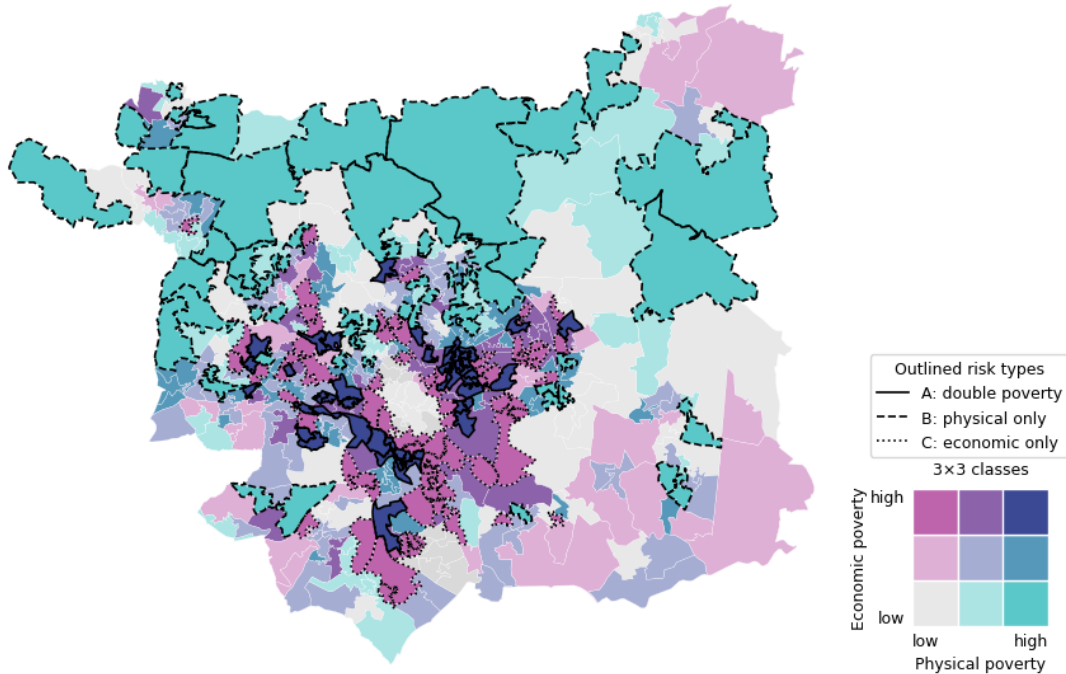 Outlined risk types
A: double poverty
B: physical only
C: economic only
3×3 classes
high
Economic poverty
low
low high
Physical poverty